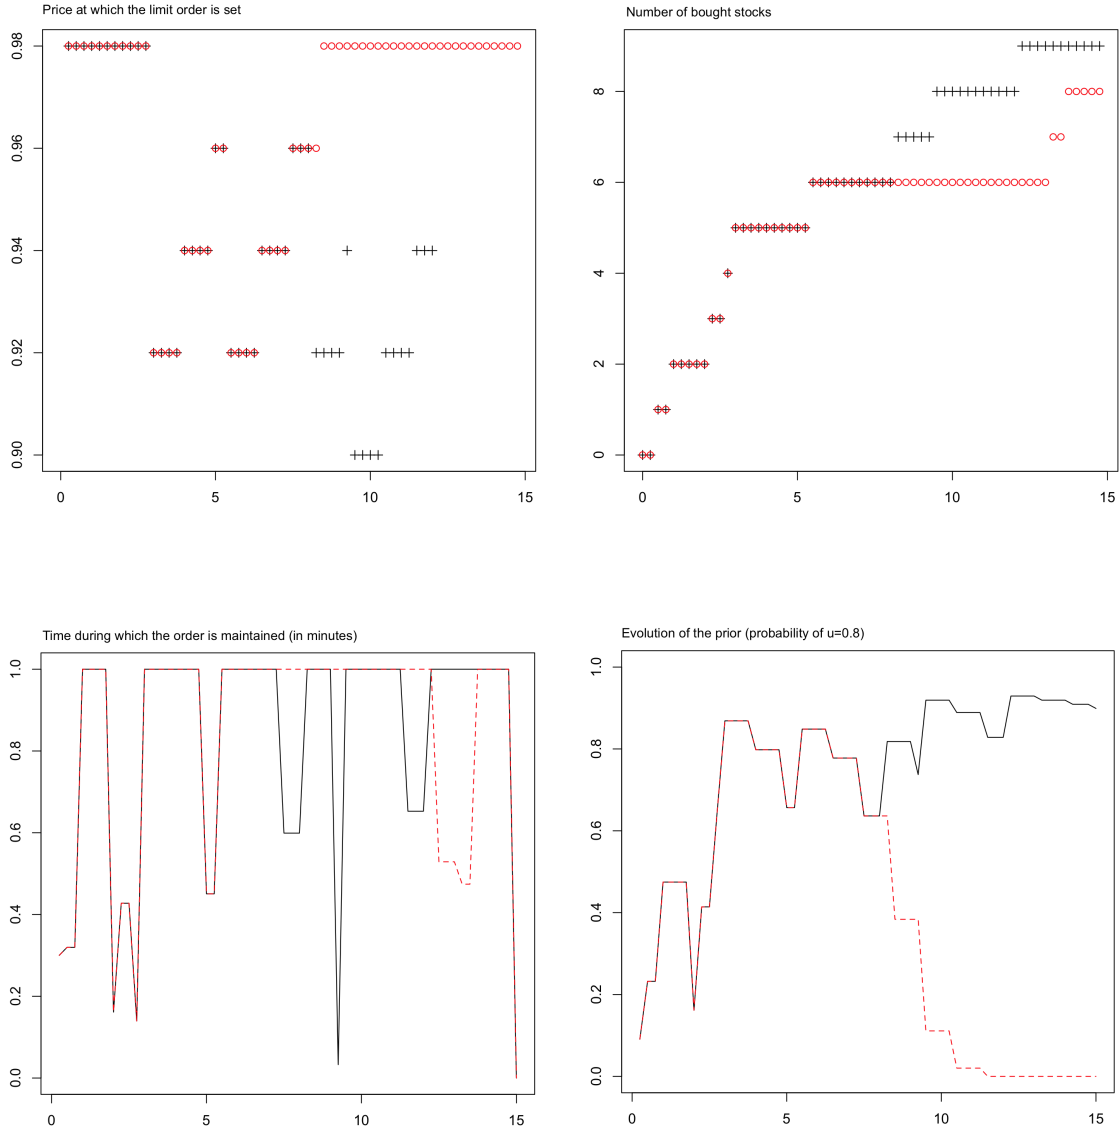 Price at which the limit order is set
0.98
0.96
0.94
0.92
0.90
0 5 10 15
Number of bought stocks
8
6
4
2
0
0 5 10 15
Time during which the order is maintained (in minutes)
1.0
0.8
0.6
0.4
0.2
0.0
0 5 10 15
Evolution of the prior (probability of u=0.8)
1.0
0.8
0.6
0.4
0.2
0.0
0 5 10 15